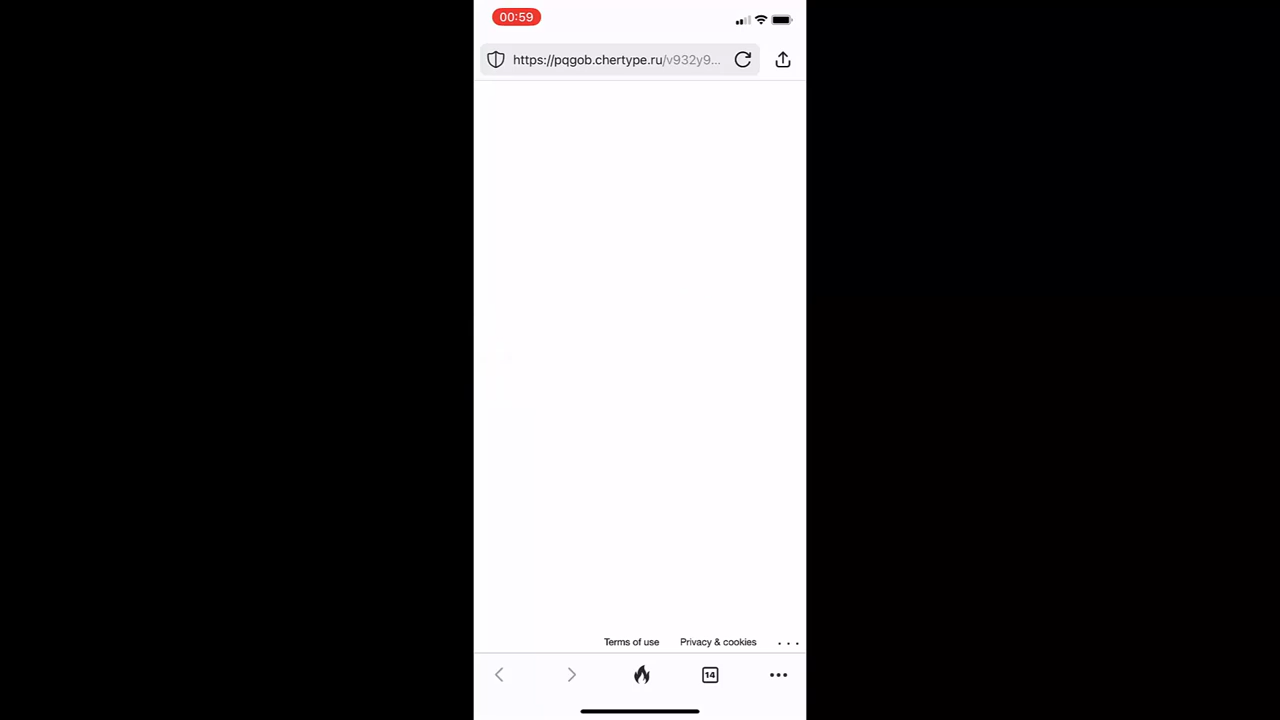 00:59
https://pqgob.chertype.ru/v932y9...
Terms of use Privacy & cookies ...
14